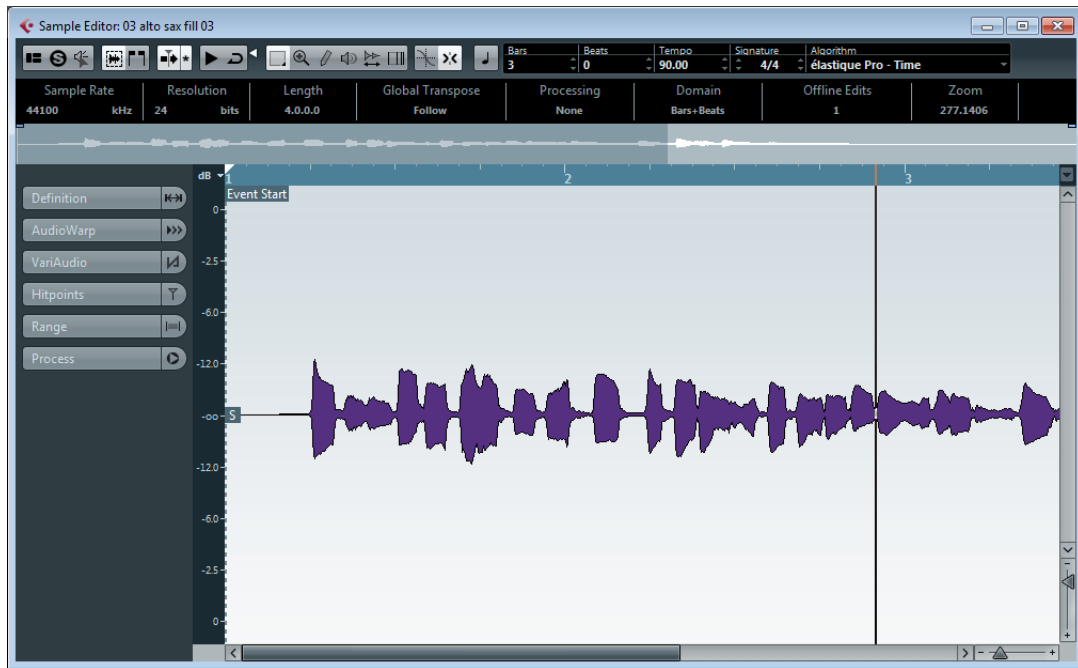 Sample Editor: 03 alto sax fill 03
Bars Beats Tempo Signature Algorithm
3 0 90.00 4/4 élastique Pro - Time
Sample Rate Resolution Length Global Transpose Processing Domain Offline Edits Zoom
44100 kHz 24 bits 4.0.0.0 Follow None Bars+Beats 1 277.1406
dB 1 2 3
Event Start
Definition
0
AudioWarp
VariAudio
-2.5
Hitpoints
-6.0
Range
Process
-12.0
-oo S
-12.0
-6.0
-2.5
0